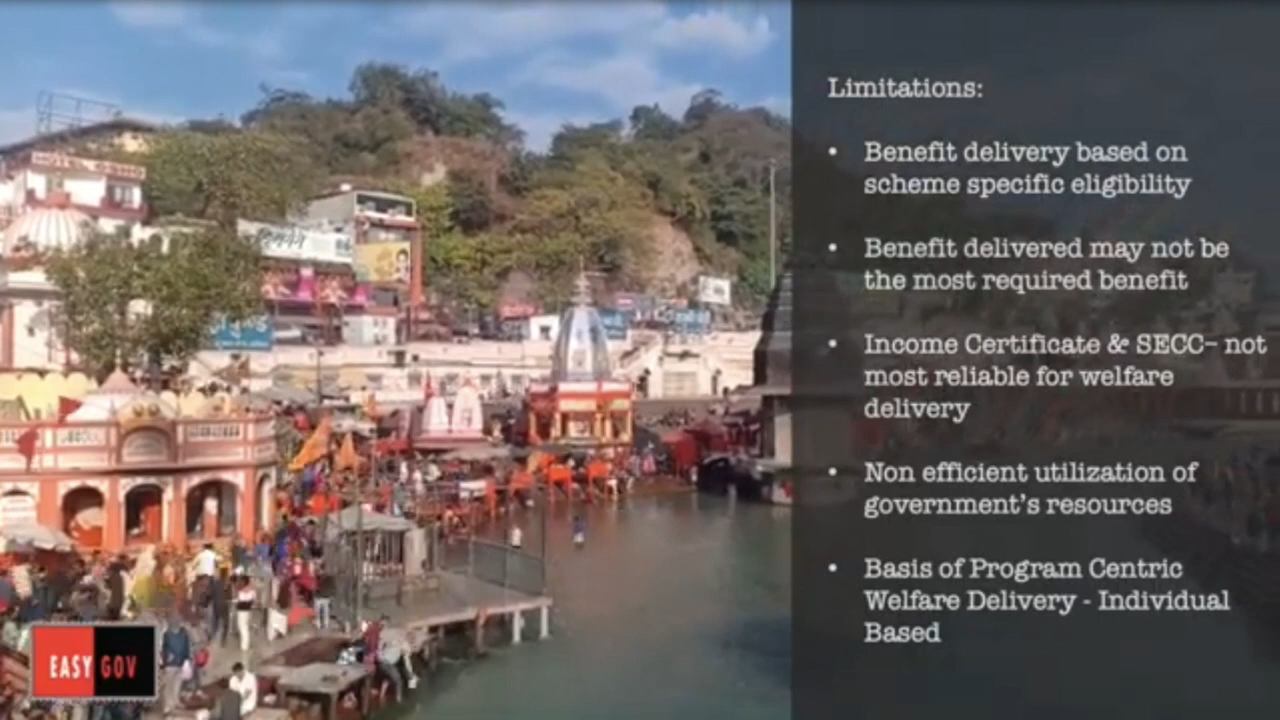 Limitations:
• Benefit delivery based on
scheme specific eligibility
• Benefit delivered may not be
the most required benefit
• Income Certificate & SECC– not
most reliable for welfare
delivery
• Non efficient utilization of
government's resources
• Basis of Program Centric
Welfare Delivery - Individual
Based
EASY GOV